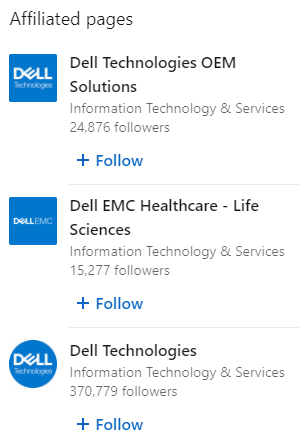 Affiliated pages
DELL
Technologies
Dell Technologies OEM
Solutions
Information Technology & Services
24,876 followers
+ Follow
DELLEMC
Dell EMC Healthcare - Life
Sciences
Information Technology & Services
15,277 followers
+ Follow
DELL
Technologies
Dell Technologies
Information Technology & Services
370,779 followers
+ Follow